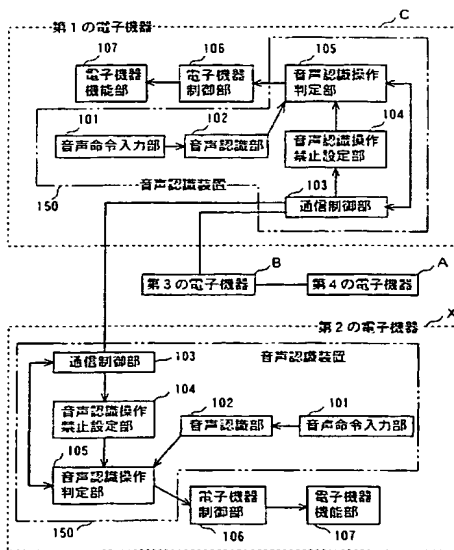 第1の電子機器
C
107
106
105
電子機器
機能部
電子機器
制御部
音声認識操作
判定部
101
102
104
音声命令入力部
音声認識部
音声認識操作
禁止設定部
150
音声認識装置
103
通信制御部
B
A
第3の電子機器
第4の電子機器
X
第2の電子機器
音声認識装置
通信制御部
103
104
音声認識操作
禁止設定部
102
101
音声認識部
音声命令入力部
105
音声認識操作
判定部
電子機器
制御部
電子機器
機能部
150
106
107